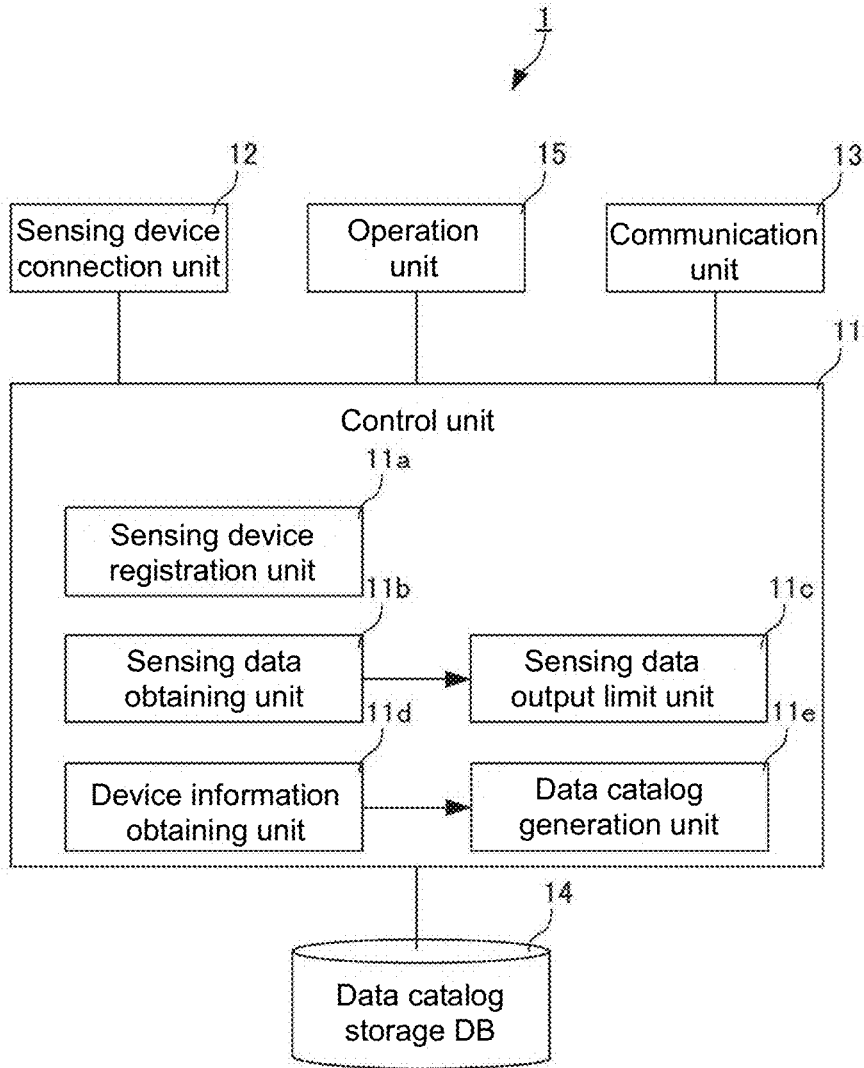 1
12
15
13
Sensing device
connection unit
Operation
unit
Communication
unit
11
Control unit
11a
Sensing device
registration unit
11b
11c
Sensing data
obtaining unit
Sensing data
output limit unit
11d
11e
Device information
obtaining unit
Data catalog
generation unit
14
Data catalog
storage DB